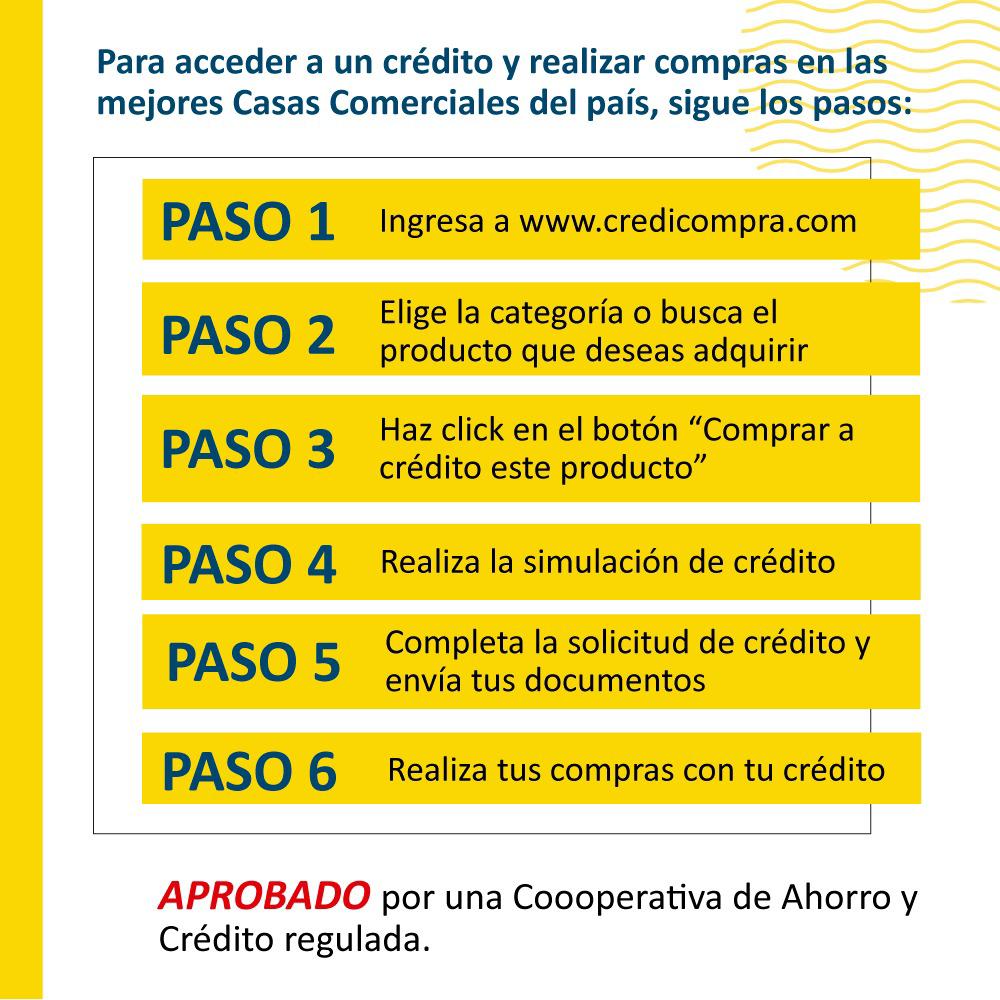 Para acceder a un crédito y realizar compras en las
mejores Casas Comerciales del país, sigue los pasos:
PASO 1
Ingresa a www.credicompra.com
PASO 2
Elige la categoría o busca el
producto que deseas adquirir
PASO 3
Haz click en el botón “Comprar a
crédito este producto”
PASO 4
Realiza la simulación de crédito
PASO 5
Completa la solicitud de crédito y
envía tus documentos
PASO 6
Realiza tus compras con tu crédito
APROBADO por una Coooperativa de Ahorro y
Crédito regulada.